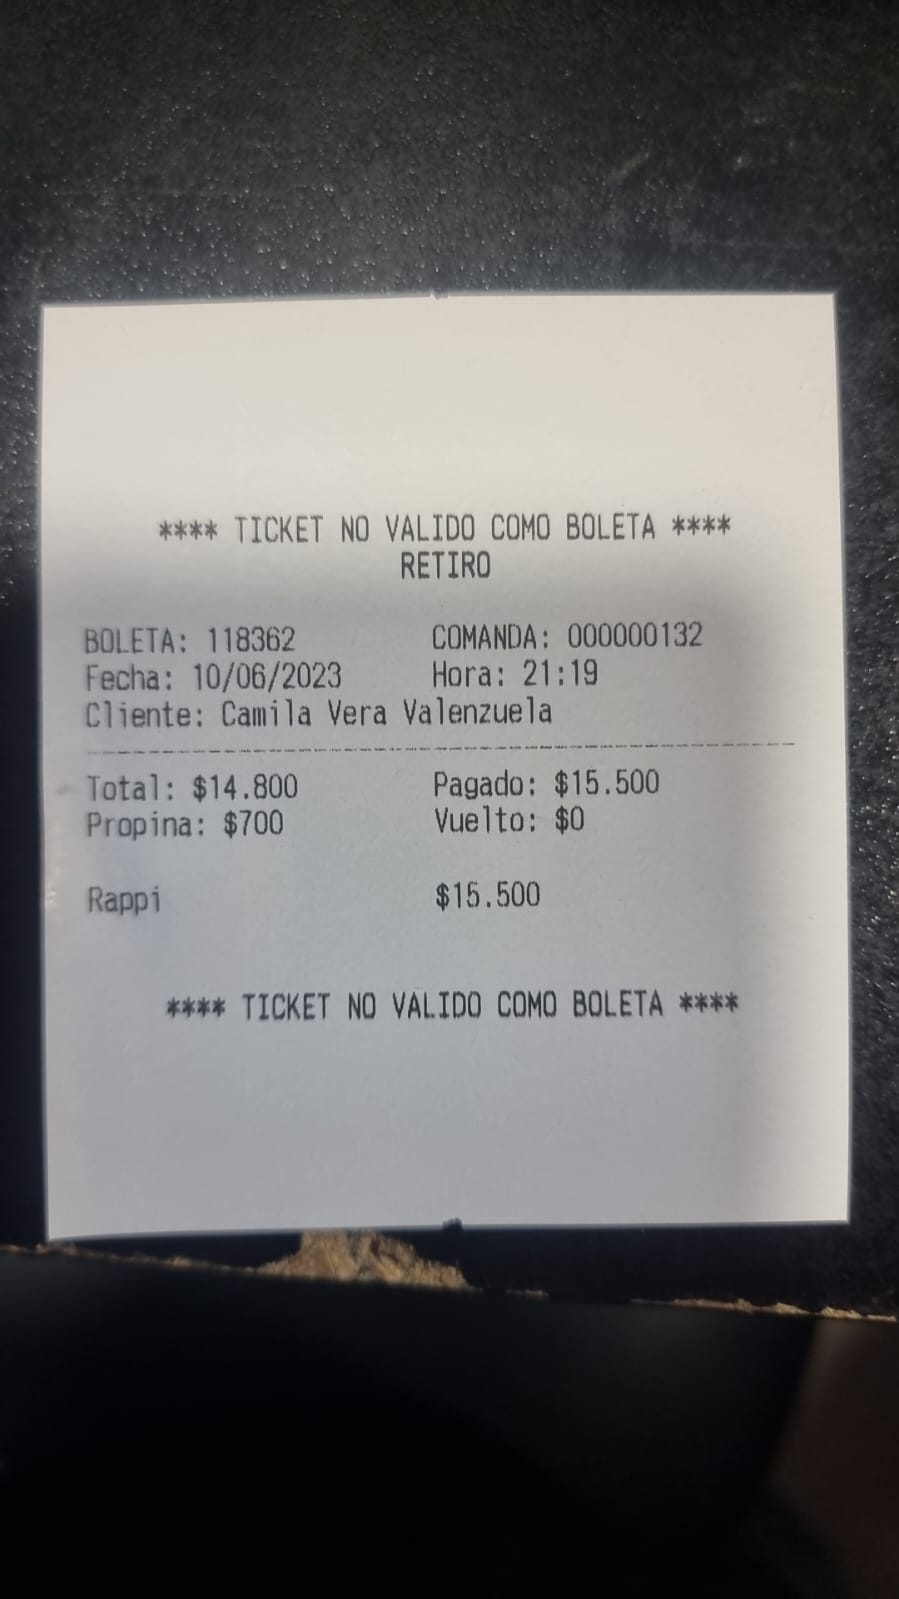 **** TICKET NO VALIDO COMO BOLETA ****
RETIRO
BOLETA: 118362 COMANDA: 000000132
Fecha: 10/06/2023 Hora: 21:19
Cliente: Camila Vera Valenzuela
Total: $14.800 Pagado: $15.500
Propina: $700 Vuelto: $0
Rappi $15.500
**** TICKET NO VALIDO COMO BOLETA ****